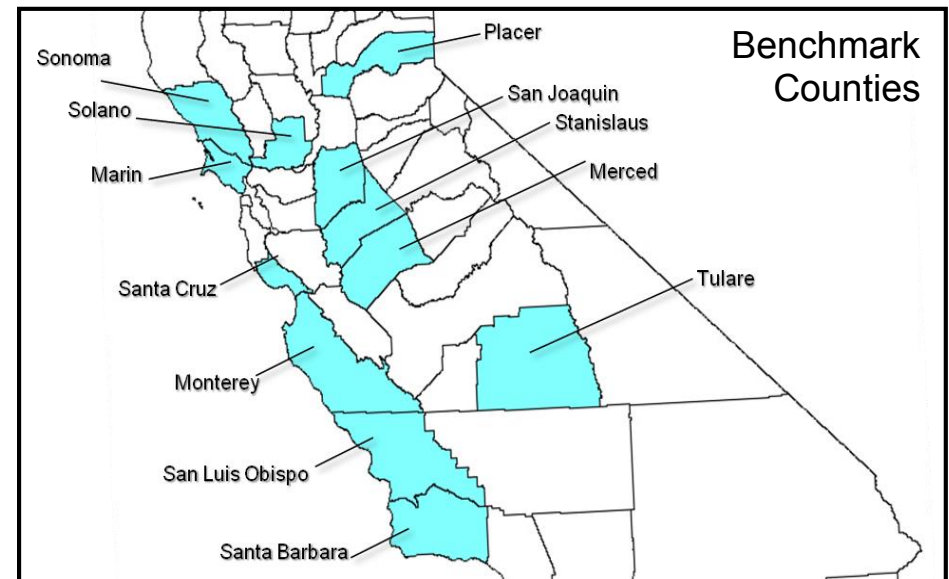 Benchmark
Counties
Placer
Sonoma
San Joaquin
Solano
Stanislaus
Marin
Merced
Santa Cruz
Tulare
Monterey
San Luis Obispo
Santa Barbara